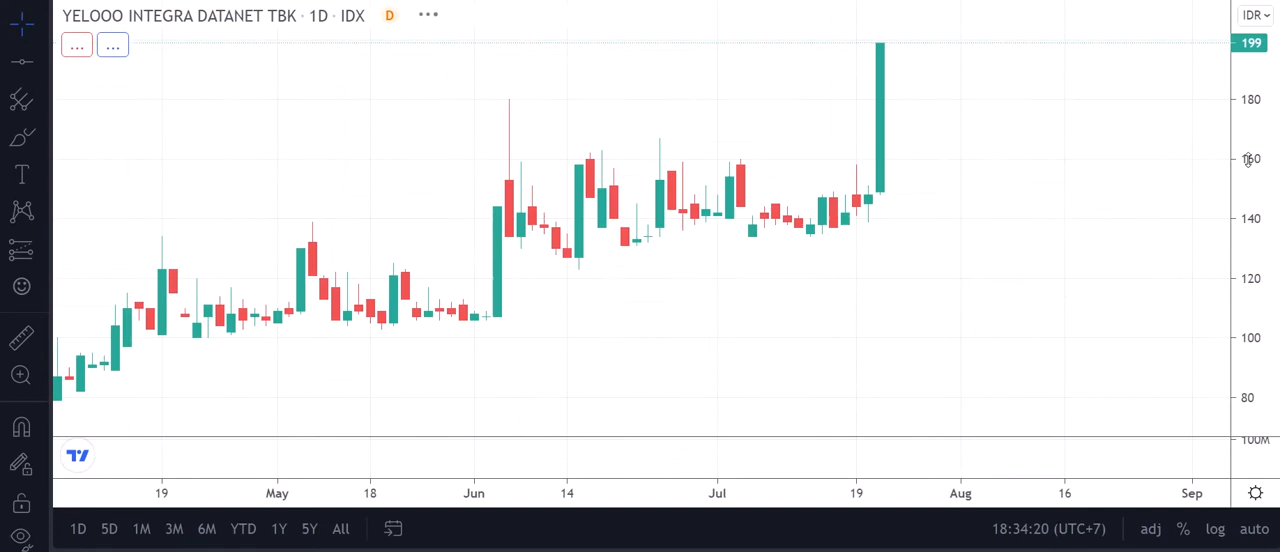 YELOOO INTEGRA DATANET TBK · 1D · IDX D •••
IDR
... ...
199
180
160
140
120
100
80
100M
19 May 18 Jun 14 Jul 19 Aug 16 Sep
1D 5D 1M 3M 6M YTD 1Y 5Y All 18:34:20 (UTC+7) adj % log auto